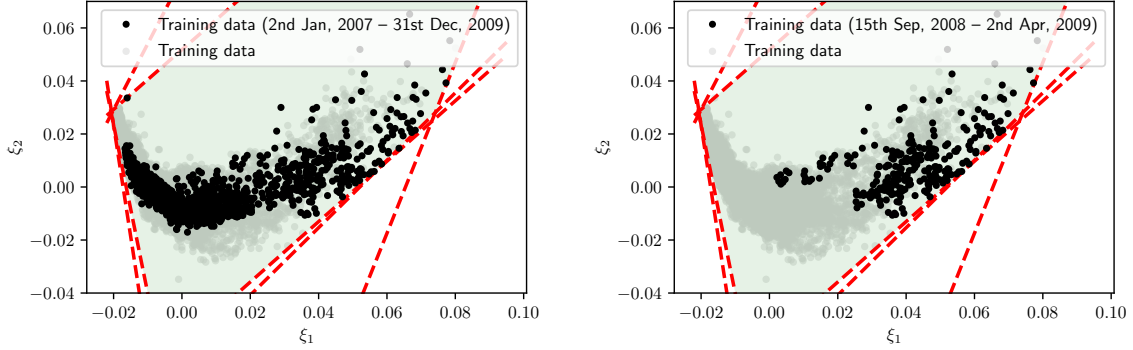 0.06
0.04
0.02
0.00
−0.02
−0.04
ξ2
Training data (2nd Jan, 2007 – 31st Dec, 2009)
Training data
−0.02 0.00 0.02 0.04 0.06 0.08 0.10
ξ1
0.06
0.04
0.02
0.00
−0.02
−0.04
ξ2
Training data (15th Sep, 2008 – 2nd Apr, 2009)
Training data
−0.02 0.00 0.02 0.04 0.06 0.08 0.10
ξ1